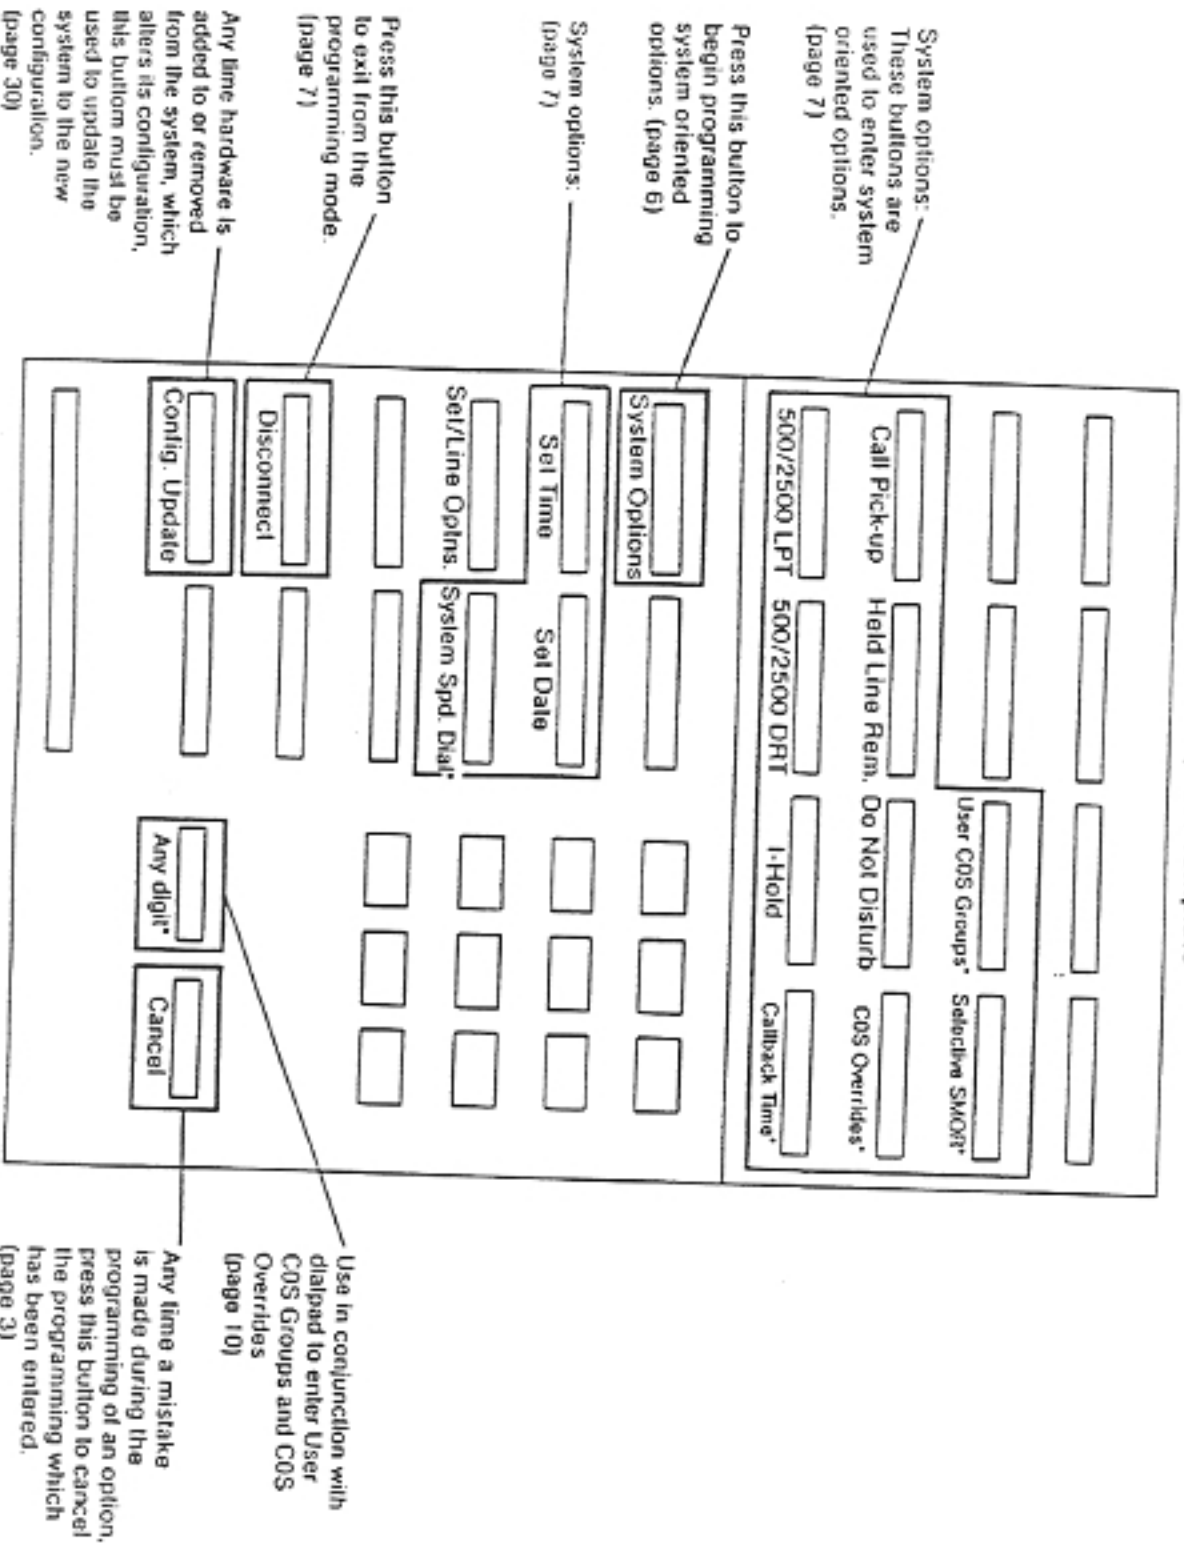 System options:
These buttons are
used to enter system
oriented options.
(page 7)
Press this button to
begin programming
system oriented
options. (page 6)
System options:
(page 7)
Press this button
to exit from the
programming mode.
(page 7)
Any time hardware is
added to or removed
from the system, which
alters its configuration,
this buttom must be
used to update the
system to the new
configuration.
(page 30)
User COS Groups*
Selective SMOR*
Call Pick-up
Held Line Rem.
Do Not Disturb
COS Overrides*
500/2500 LPT
500/2500 DRT
I-Hold
Callback Time*
System Options
Set Time
Set Date
Set/Line Optns.
System Spd. Dial*
Disconnect
Config. Update
Any digit*
Cancel
Use in conjunction with
dialpad to enter User
COS Groups and COS
Overrides
(page 10)
Any time a mistake
is made during the
programming of an option,
press this button to cancel
the programming which
has been entered.
(page 3)